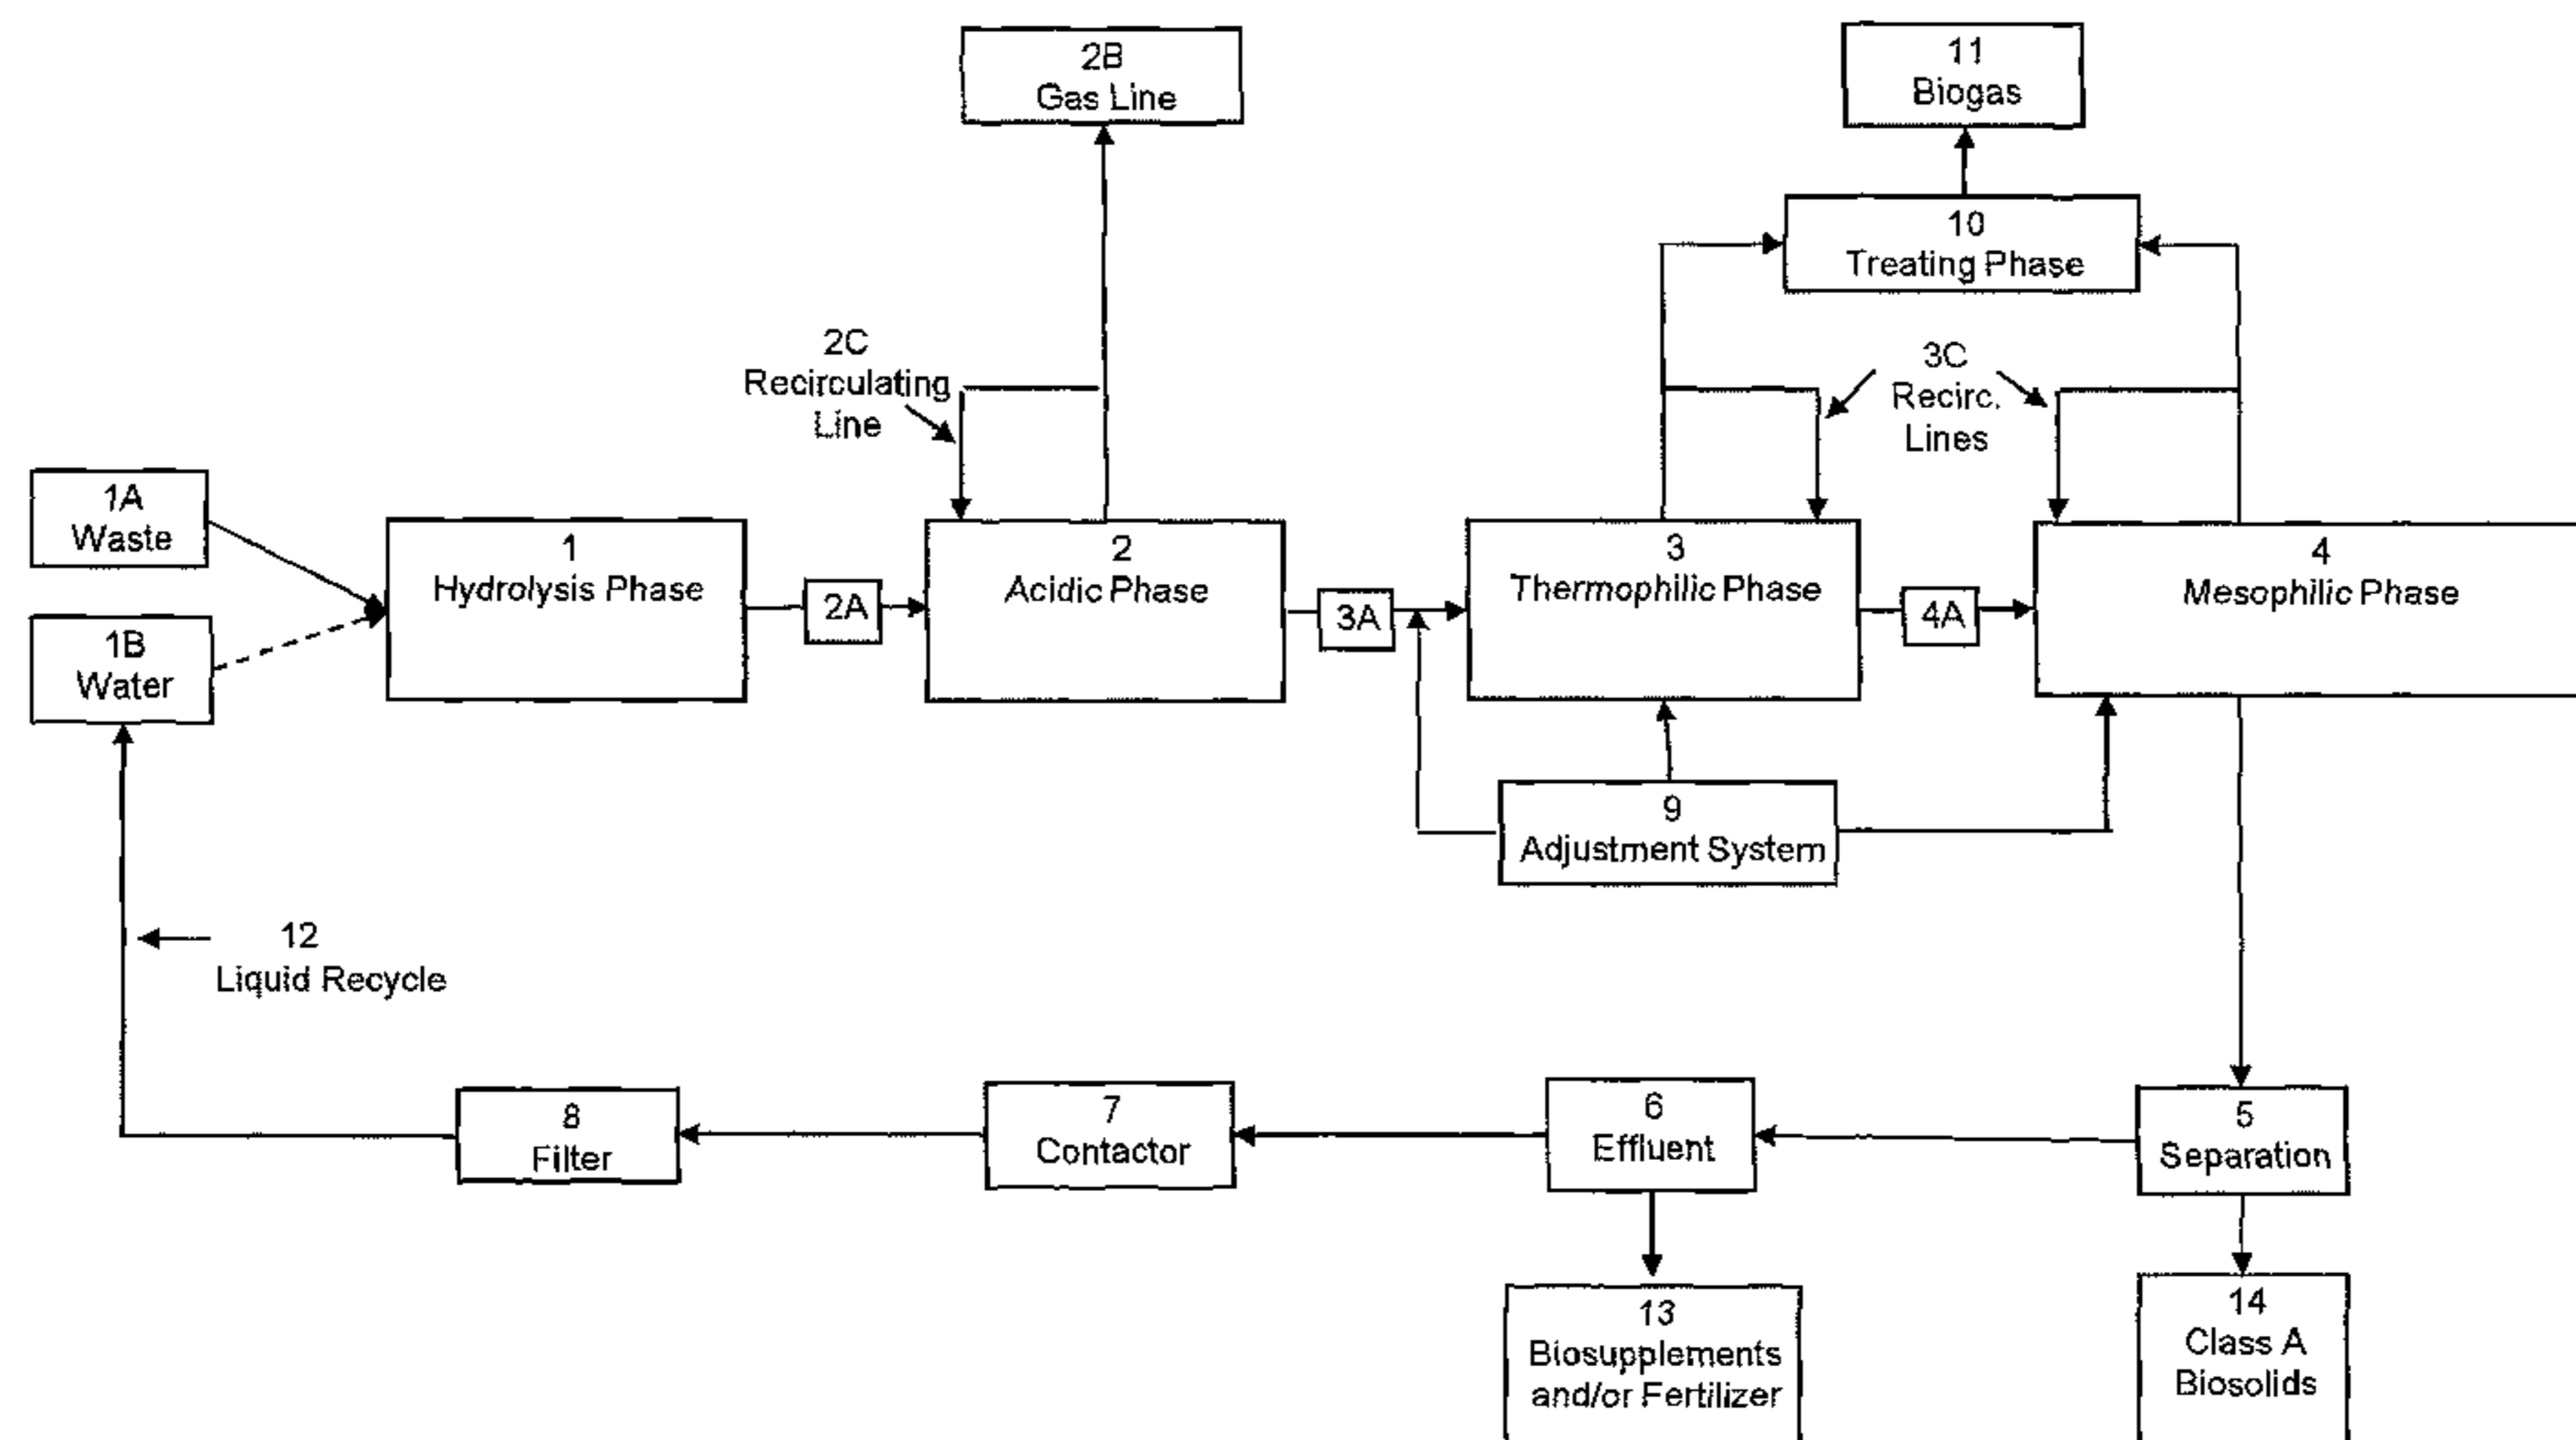 2B
Gas Line
11
Biogas
10
Treating Phase
2C
Recirculating
Line
3C
Recirc.
Lines
1A
Waste
1B
Water
1
Hydrolysis Phase
2A
2
Acidic Phase
3A
3
Thermophilic Phase
4A
4
Mesophilic Phase
9
Adjustment System
12
Liquid Recycle
8
Filter
7
Contactor
6
Effluent
5
Separation
13
Biosupplements
and/or Fertilizer
14
Class A
Biosolids